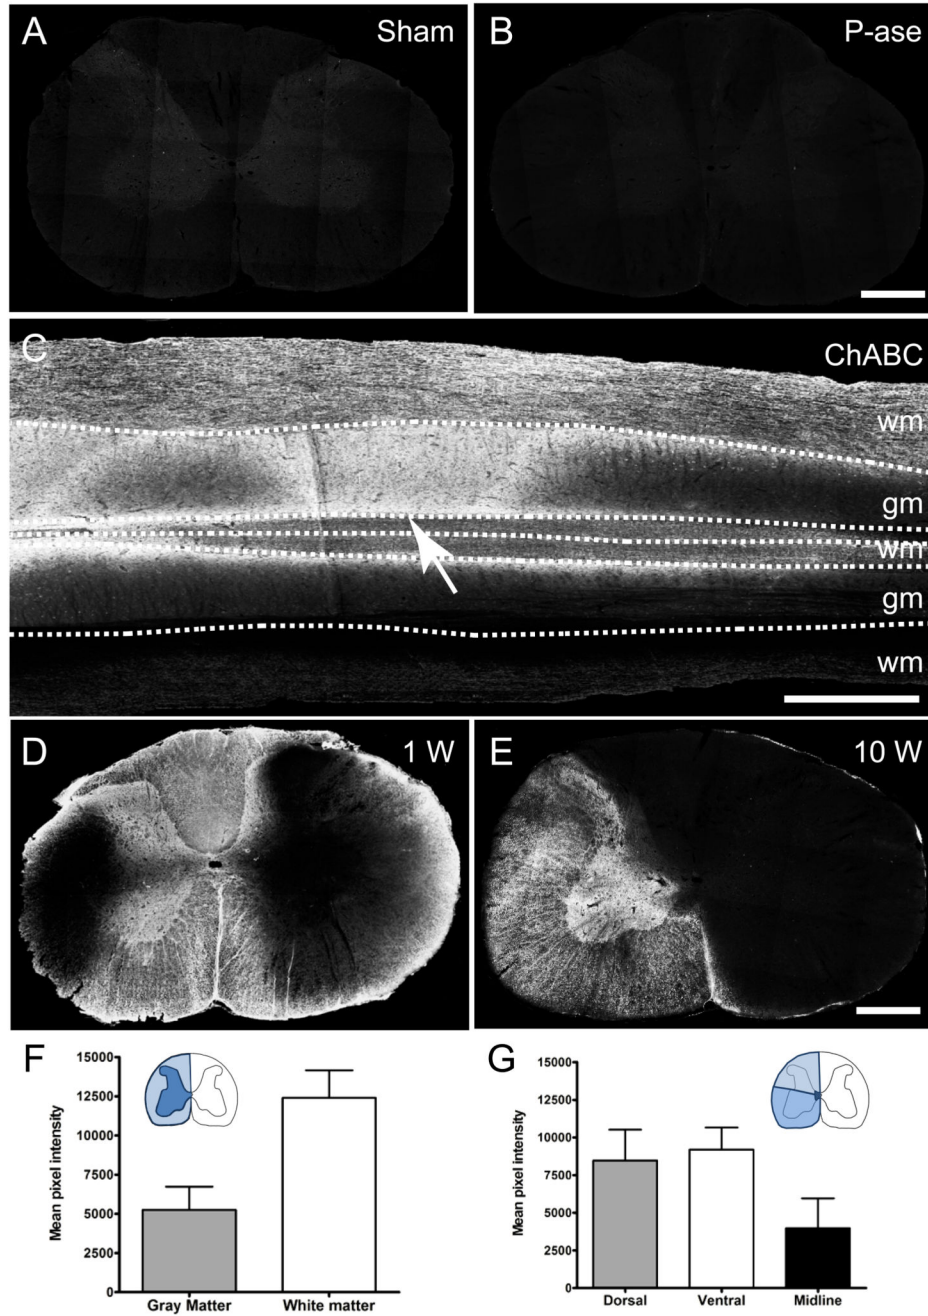 A Sham
B P-ase
C ChABC
wm
gm
wm
gm
wm
D 1 W
E 10 W
F
15000
12500
10000
7500
5000
2500
0
Mean pixel intensity
Gray Matter White matter
G
15000
12500
10000
7500
5000
2500
0
Mean pixel intensity
Dorsal Ventral Midline